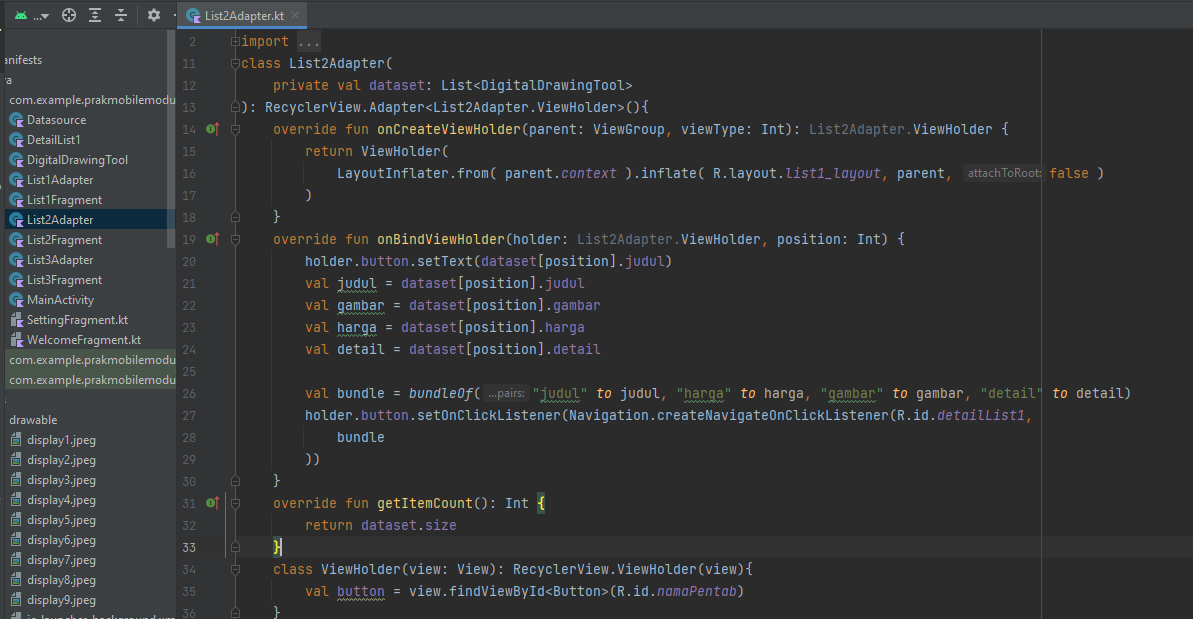 ...
List2Adapter.kt
anifests
ra
com.example.prakmobilemodu
Datasource
DetailList1
DigitalDrawingTool
List1Adapter
List1Fragment
List2Adapter
List2Fragment
List3Adapter
List3Fragment
MainActivity
SettingFragment.kt
WelcomeFragment.kt
com.example.prakmobilemodu
com.example.prakmobilemodu
drawable
display1.jpeg
display2.jpeg
display3.jpeg
display4.jpeg
display5.jpeg
display6.jpeg
display7.jpeg
display8.jpeg
display9.jpeg
2 import ...
11 class List2Adapter(
12 private val dataset: List<DigitalDrawingTool>
13 ): RecyclerView.Adapter<List2Adapter.ViewHolder>(){
14 override fun onCreateViewHolder(parent: ViewGroup, viewType: Int): List2Adapter.ViewHolder {
15 return ViewHolder(
16 LayoutInflater.from( parent.context ).inflate( R.layout.list1_layout, parent, attachToRoot: false )
17 )
18 }
19 override fun onBindViewHolder(holder: List2Adapter.ViewHolder, position: Int) {
20 holder.button.setText(dataset[position].judul)
21 val judul = dataset[position].judul
22 val gambar = dataset[position].gambar
23 val harga = dataset[position].harga
24 val detail = dataset[position].detail
25
26 val bundle = bundleOf( ...pairs: "judul" to judul, "harga" to harga, "gambar" to gambar, "detail" to detail)
27 holder.button.setOnClickListener(Navigation.createNavigateOnClickListener(R.id.detailList1,
28 bundle
29 ))
30 }
31 override fun getItemCount(): Int {
32 return dataset.size
33 }
34 class ViewHolder(view: View): RecyclerView.ViewHolder(view){
35 val button = view.findViewById<Button>(R.id.namaPentab)
36 }